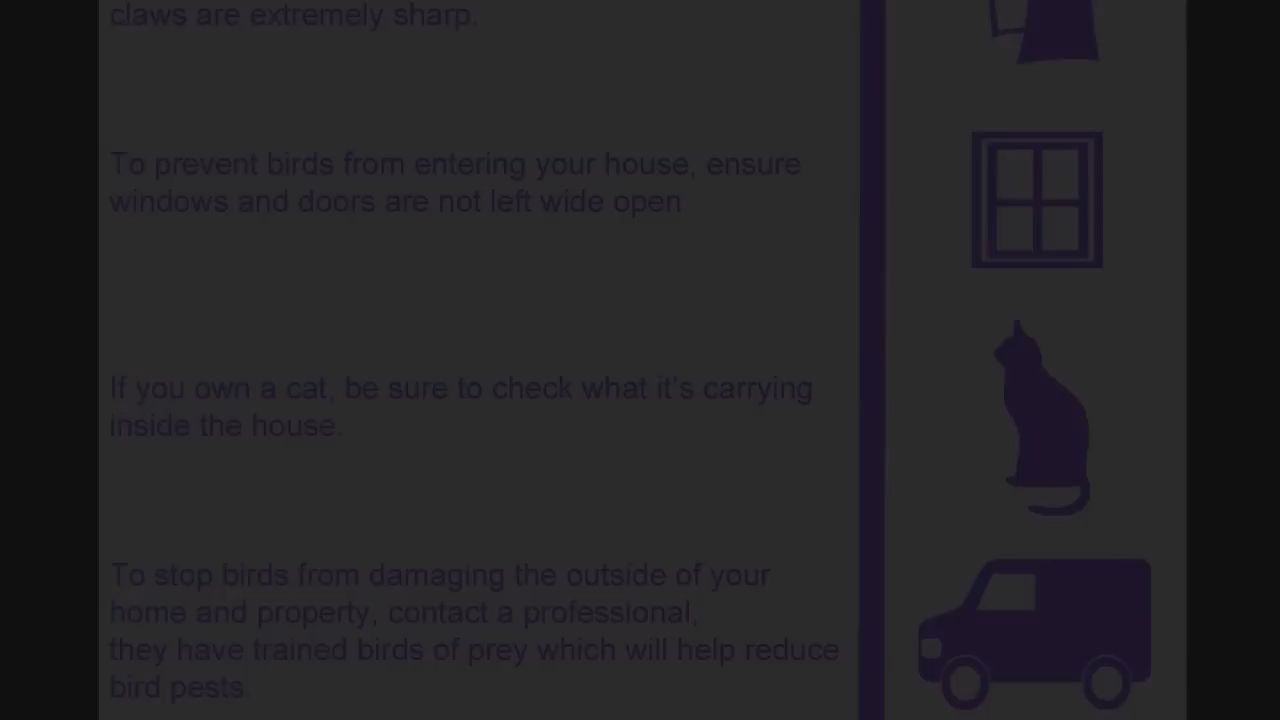 claws are extremely sharp.
To prevent birds from entering your house, ensure
windows and doors are not left wide open
If you own a cat, be sure to check what it's carrying
inside the house.
To stop birds from damaging the outside of your
home and property, contact a professional,
they have trained birds of prey which will help reduce
bird pests